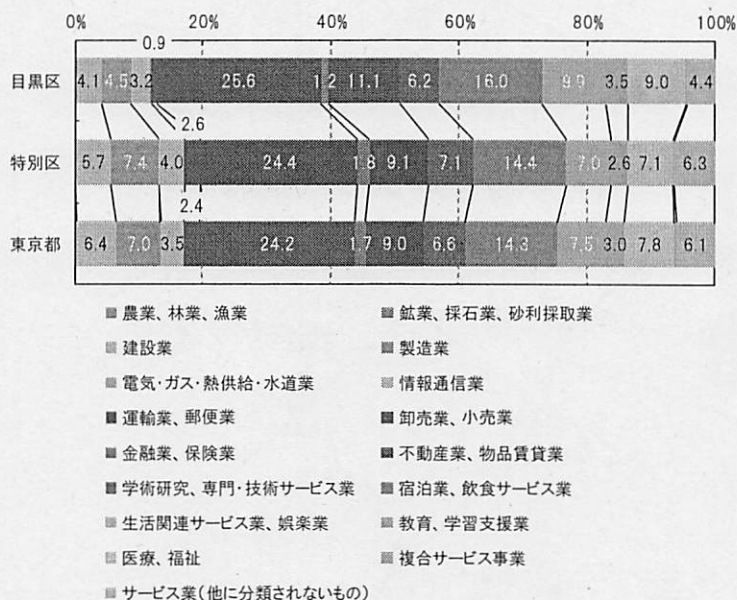 0% 20% 40% 60% 80% 100%
0.9
目黒区 4.1 4.5 3.2 25.6 1.2 11.1 6.2 16.0 9.9 3.5 9.0 4.4
2.6
特別区 5.7 7.4 4.0 24.4 1.8 9.1 7.1 14.4 7.0 2.6 7.1 6.3
2.4
東京都 6.4 7.0 3.5 24.2 1.7 9.0 6.6 14.3 7.5 3.0 7.8 6.1
農業、林業、漁業 鉱業、採石業、砂利採取業
建設業 製造業
電気・ガス・熱供給・水道業 情報通信業
運輸業、郵便業 卸売業、小売業
金融業、保険業 不動産業、物品賃貸業
学術研究、専門・技術サービス業 宿泊業、飲食サービス業
生活関連サービス業、娯楽業 教育、学習支援業
医療、福祉 複合サービス事業
サービス業(他に分類されないもの)